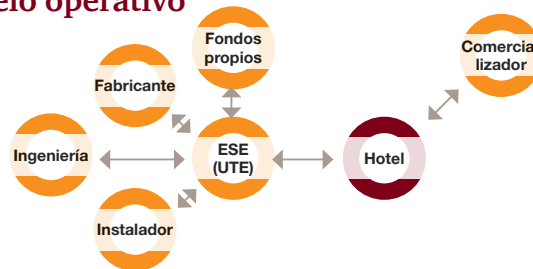 elo operativo
Fondos
propios
Comercia
lizador
Fabricante
Ingeniería
ESE
(UTE)
Hotel
Instalador